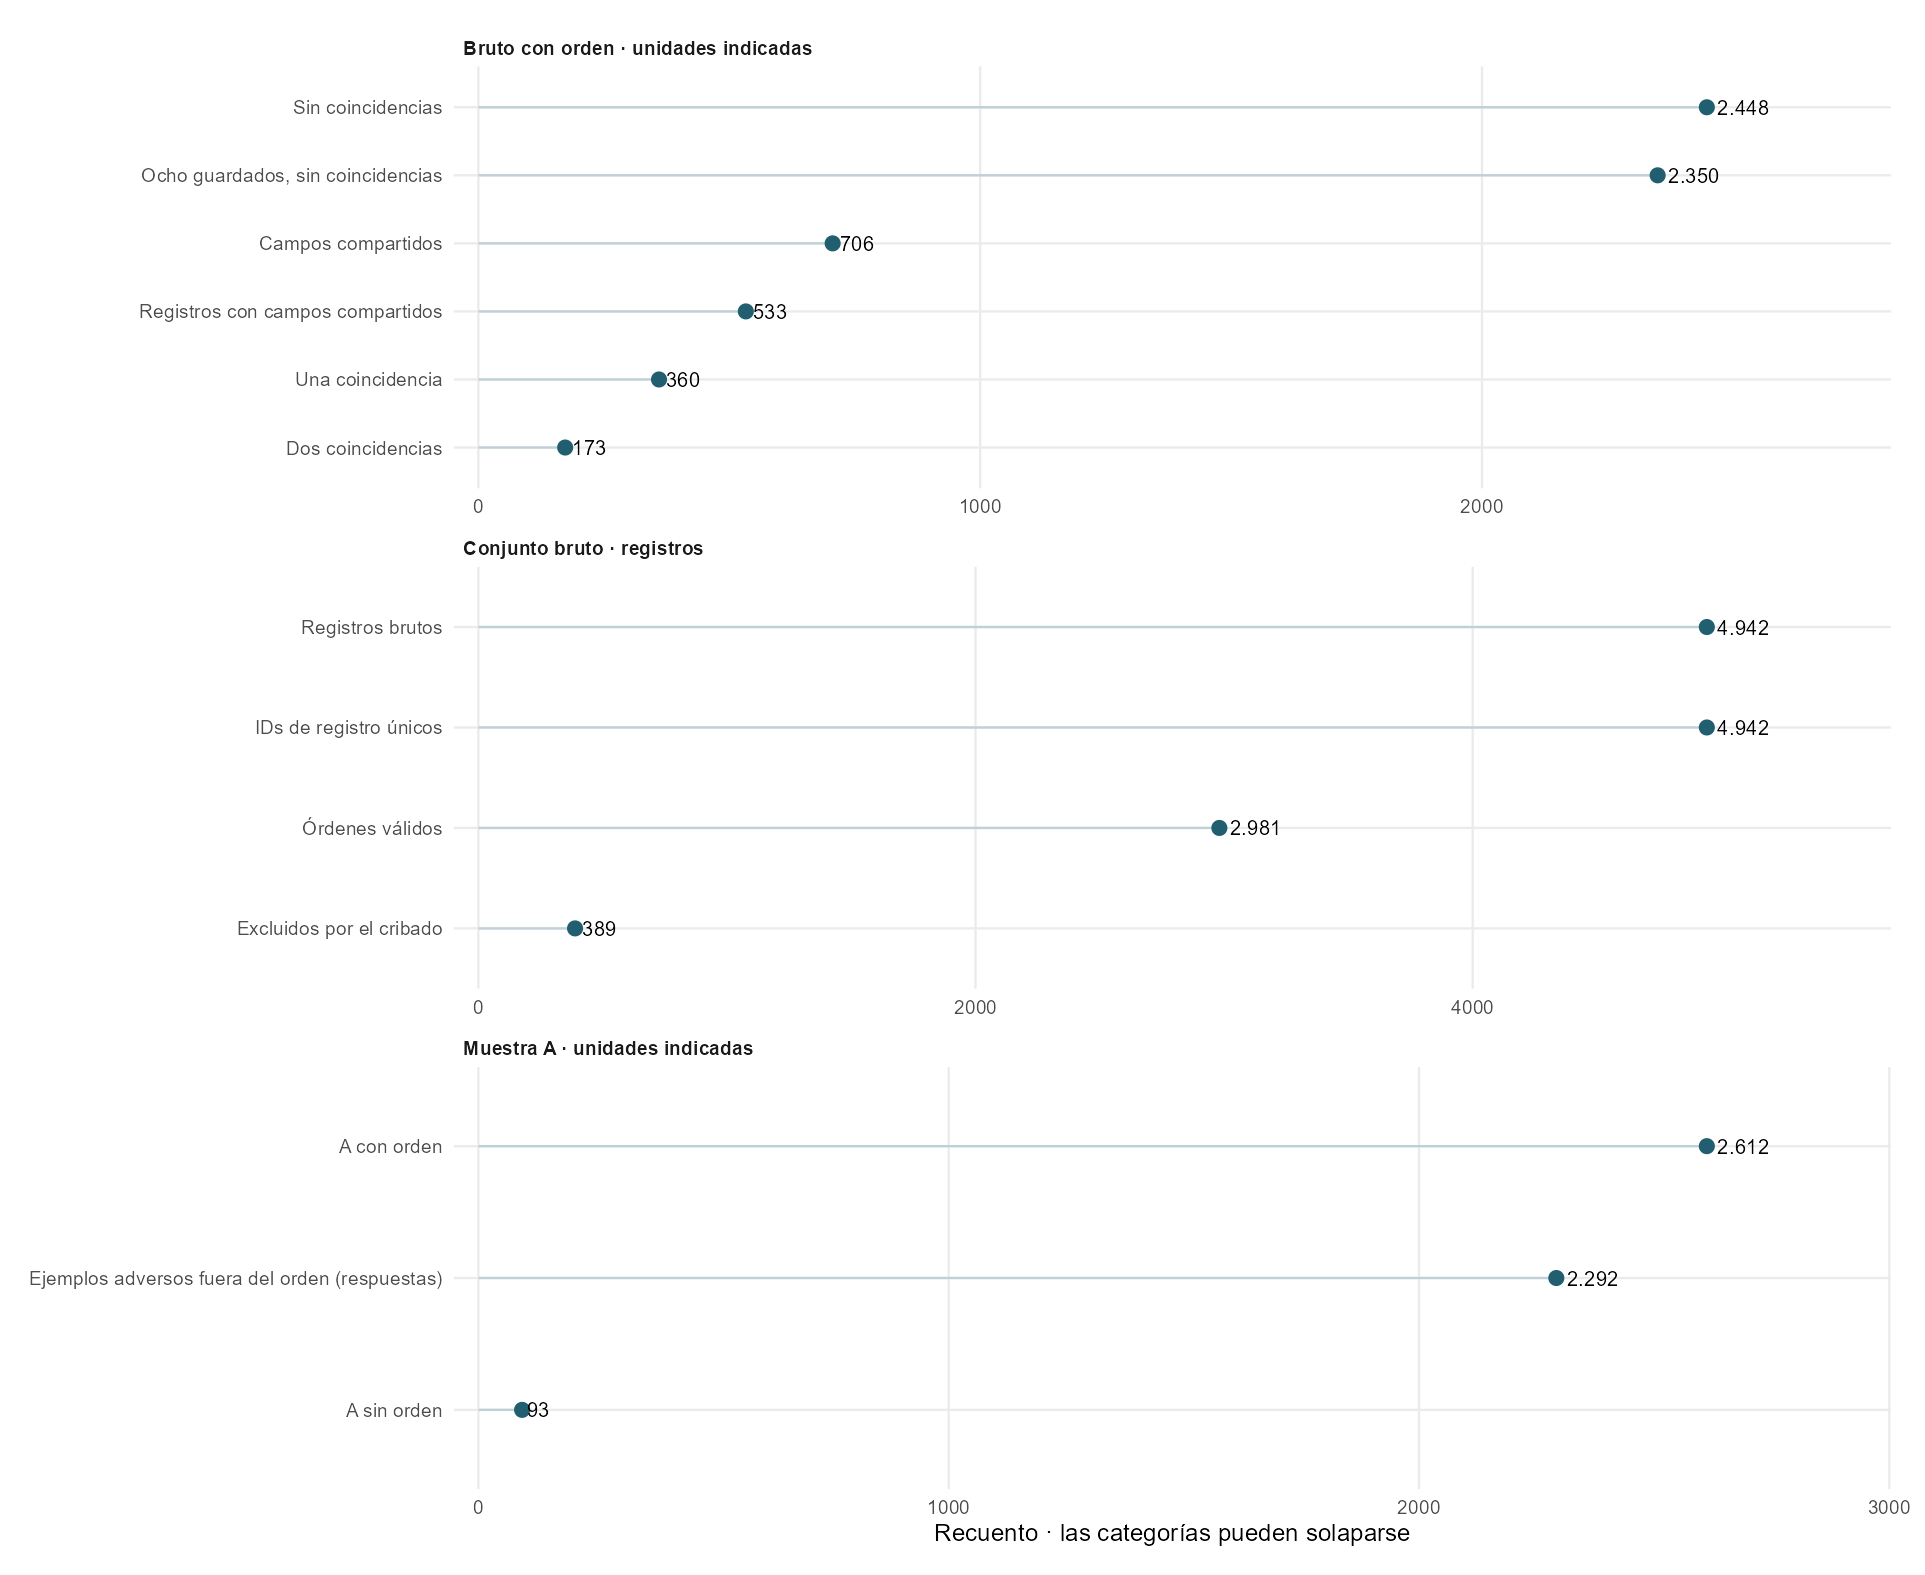 Bruto con orden · unidades indicadas
Sin coincidencias 2.448
Ocho guardados, sin coincidencias 2.350
Campos compartidos 706
Registros con campos compartidos 533
Una coincidencia 360
Dos coincidencias 173
0 1000 2000
Conjunto bruto · registros
Registros brutos 4.942
IDs de registro únicos 4.942
Órdenes válidos 2.981
Excluidos por el cribado 389
0 2000 4000
Muestra A · unidades indicadas
A con orden 2.612
Ejemplos adversos fuera del orden (respuestas) 2.292
A sin orden 93
0 1000 2000 3000
Recuento · las categorías pueden solaparse